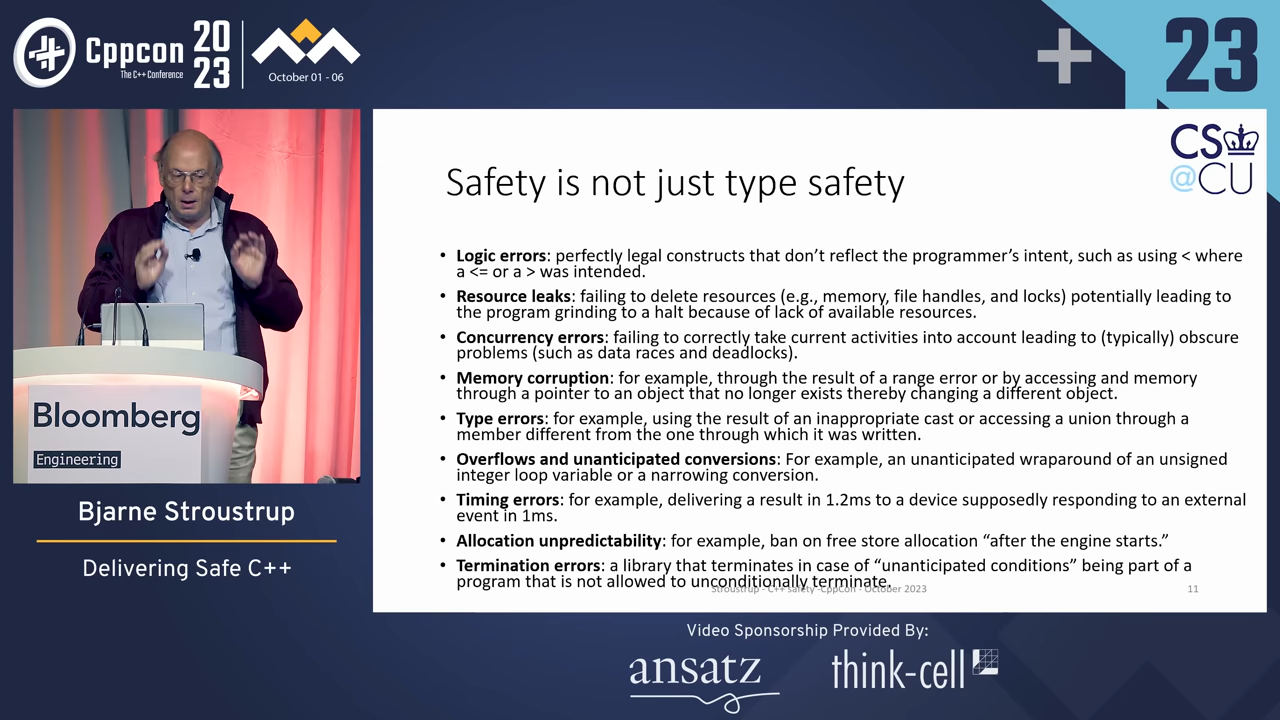 Cppcon
The C++ Conference
20
23
October 01 - 06
23
CS
@CU
Safety is not just type safety
• Logic errors: perfectly legal constructs that don’t reflect the programmer’s intent, such as using < where
a <= or a > was intended.
• Resource leaks: failing to delete resources (e.g., memory, file handles, and locks) potentially leading to
the program grinding to a halt because of lack of available resources.
• Concurrency errors: failing to correctly take current activities into account leading to (typically) obscure
problems (such as data races and deadlocks).
• Memory corruption: for example, through the result of a range error or by accessing and memory
through a pointer to an object that no longer exists thereby changing a different object.
• Type errors: for example, using the result of an inappropriate cast or accessing a union through a
member different from the one through which it was written.
• Overflows and unanticipated conversions: For example, an unanticipated wraparound of an unsigned
integer loop variable or a narrowing conversion.
• Timing errors: for example, delivering a result in 1.2ms to a device supposedly responding to an external
event in 1ms.
• Allocation unpredictability: for example, ban on free store allocation “after the engine starts.”
• Termination errors: a library that terminates in case of “unanticipated conditions” being part of a
program that is not allowed to unconditionally terminate.
Stroustrup - C++ safety -CppCon - October 2023
11
Bloomberg
Engineering
Bjarne Stroustrup
Delivering Safe C++
Video Sponsorship Provided By:
ansatz
think-cell